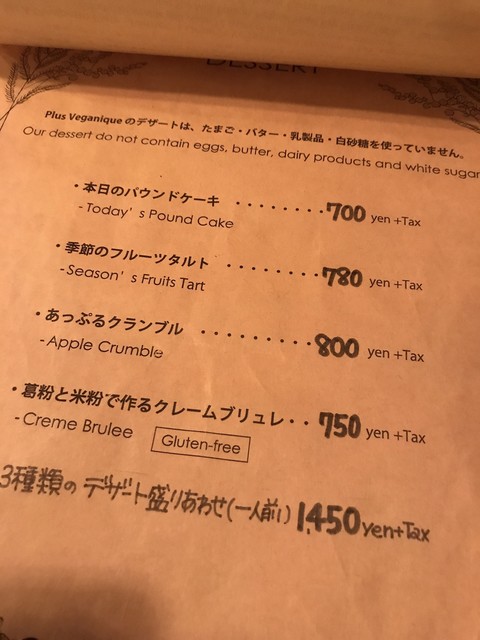 DESSERT
Plus Veganique のデザートは、たまご・バター・乳製品・白砂糖を使っていません。
Our dessert do not contain eggs, butter, dairy products and white sugar
・本日のパウンドケーキ ・・・・・・・・700 yen +Tax
- Today's Pound Cake
・季節のフルーツタルト ・・・・・・・・780 yen +Tax
- Season's Fruits Tart
・あっぷるクランブル ・・・・・・・・・800 yen +Tax
- Apple Crumble
・葛粉と米粉で作るクレームブリュレ・・750 yen +Tax
- Creme Brulee Gluten-free
3種類の デザート盛りあわせ(一人前) 1,450 yen+Tax